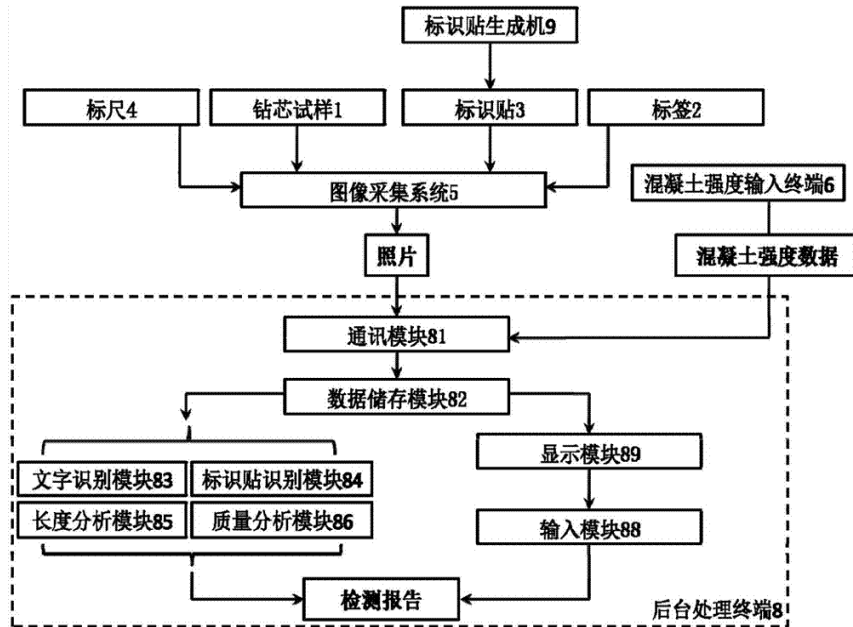 标识贴生成机9
标尺4
钻芯试样1
标识贴3
标签2
图像采集系统5
混凝土强度输入终端6
照片
混凝土强度数据
通讯模块81
数据储存模块82
文字识别模块83
标识贴识别模块84
显示模块89
长度分析模块85
质量分析模块86
输入模块88
检测报告
后台处理终端8